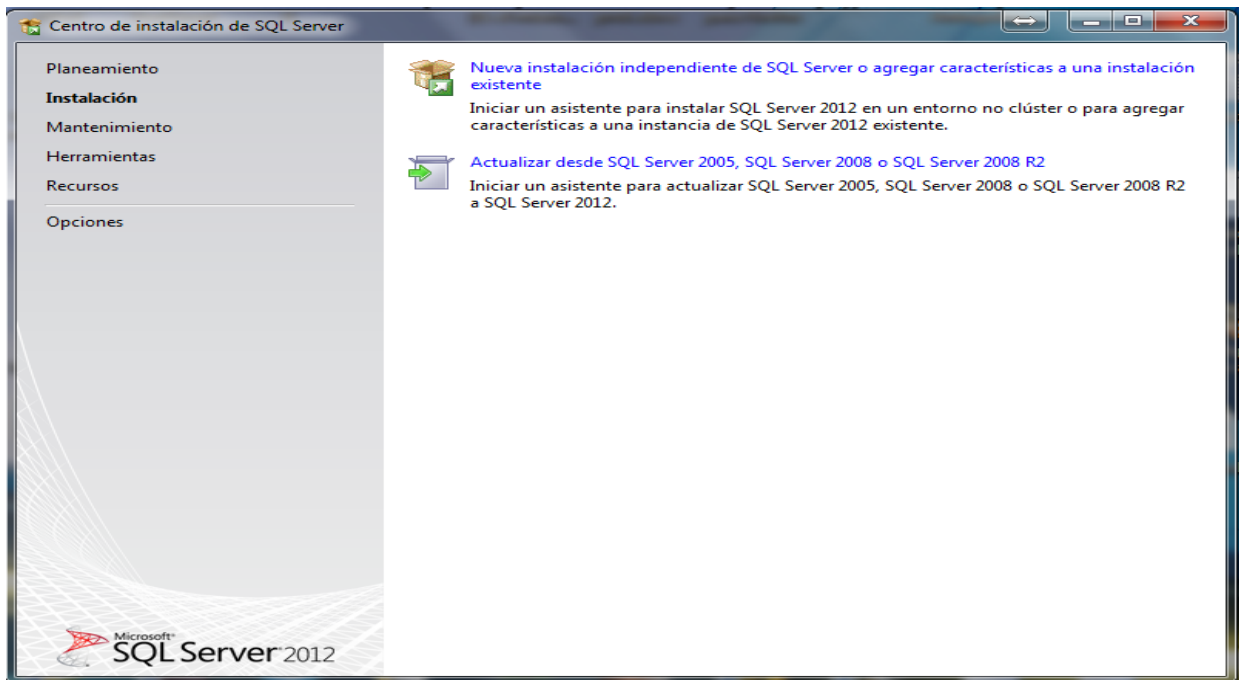 Centro de instalación de SQL Server
Planeamiento
Instalación
Mantenimiento
Herramientas
Recursos
Opciones
Nueva instalación independiente de SQL Server o agregar características a una instalación
existente
Iniciar un asistente para instalar SQL Server 2012 en un entorno no clúster o para agregar
características a una instancia de SQL Server 2012 existente.
Actualizar desde SQL Server 2005, SQL Server 2008 o SQL Server 2008 R2
Iniciar un asistente para actualizar SQL Server 2005, SQL Server 2008 o SQL Server 2008 R2
a SQL Server 2012.
Microsoft®
SQL Server 2012